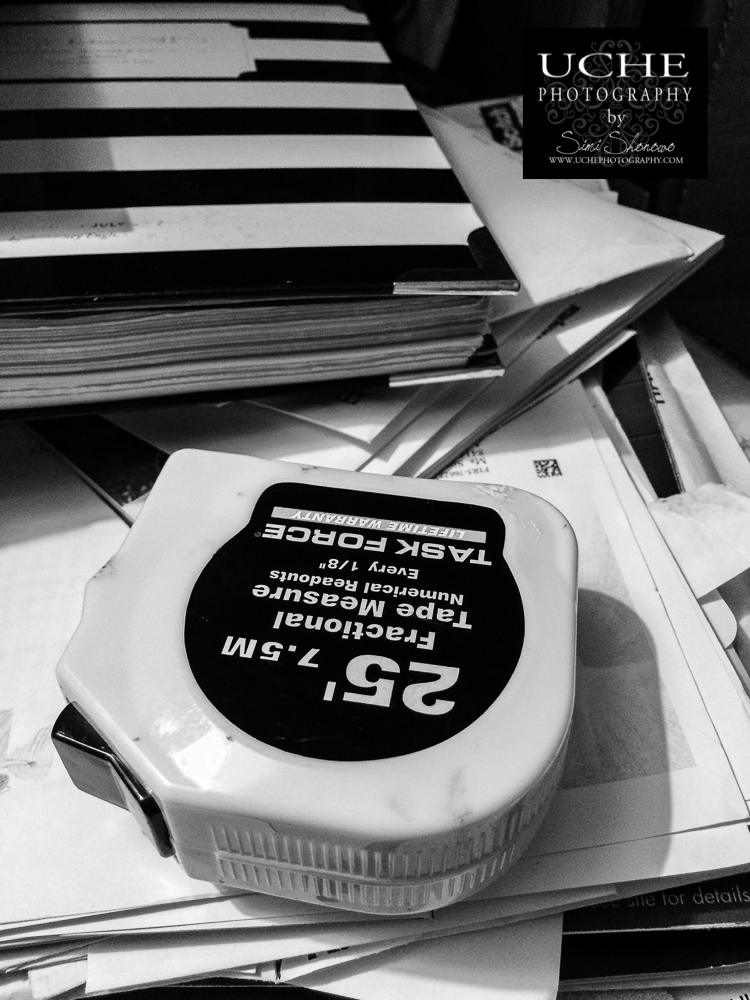 UCHE
PHOTOGRAPHY
by
Simi Shonowo
WWW.UCHEPHOTOGRAPHY.COM
25' 7.5M
Fractional
Tape Measure
Numerical Readouts
Every 1/8"
TASK FORCE®
LIFETIME WARRANTY
site for details